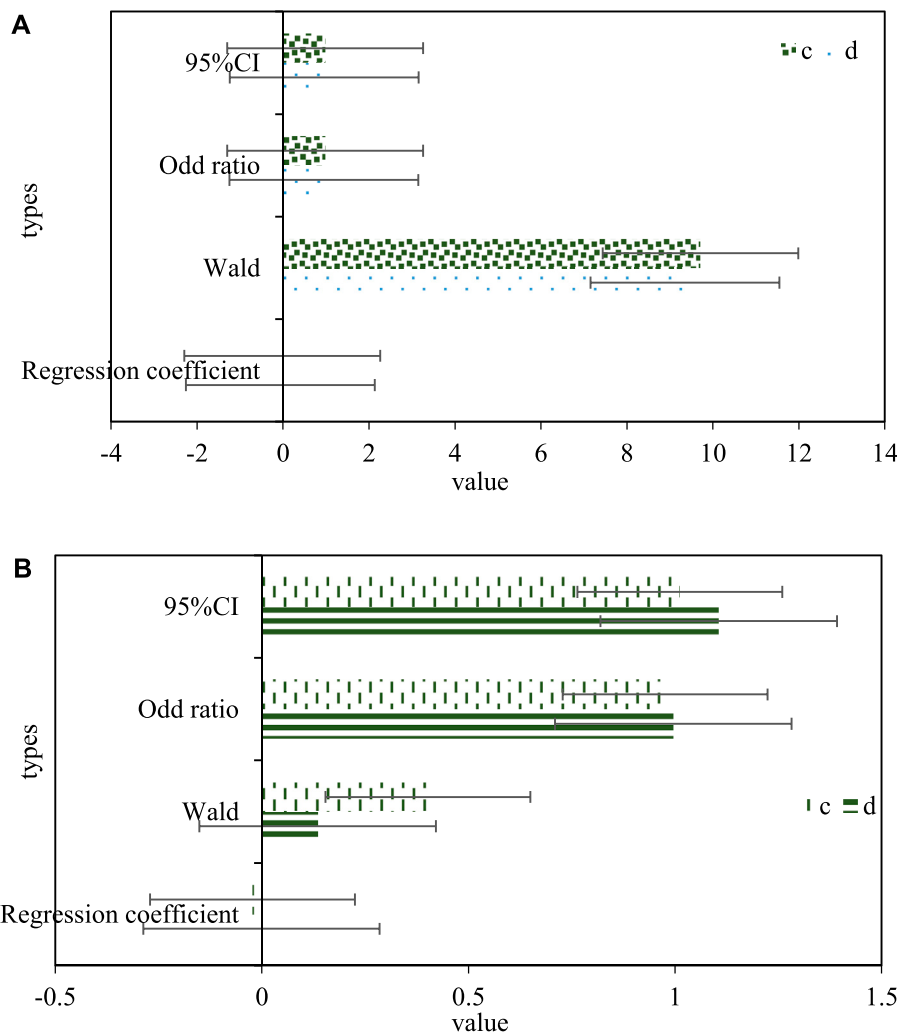 A
c d
95%CI
Odd ratio
Wald
Regression coefficient
types
-4 -2 0 2 4 6 8 10 12 14
value
B
95%CI
Odd ratio
Wald
c d
Regression coefficient
types
-0.5 0 0.5 1 1.5
value